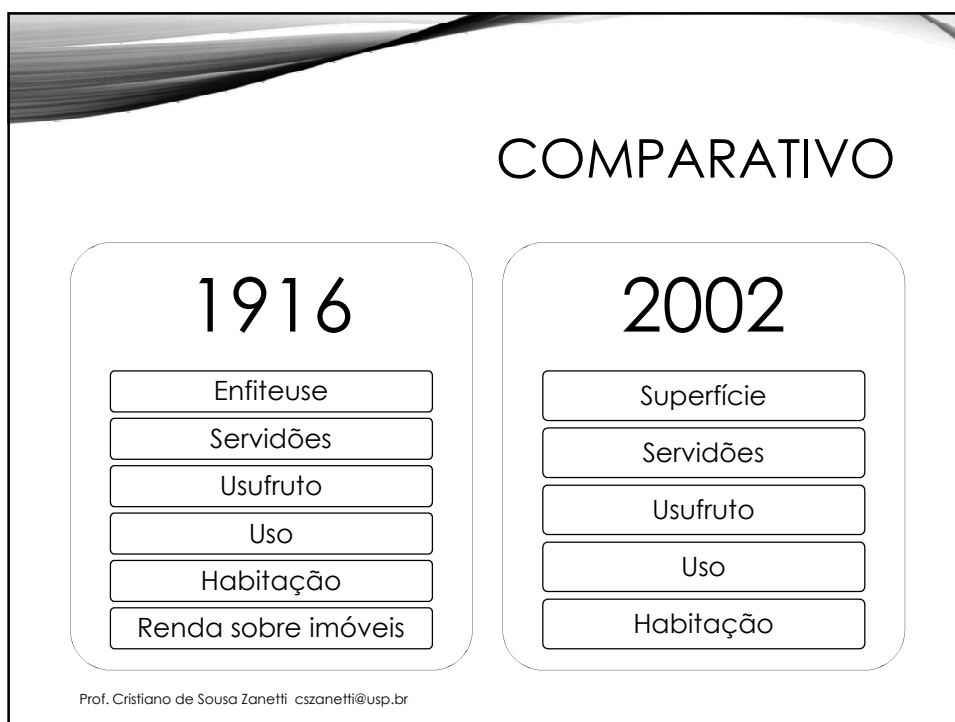 COMPARATIVO
1916
Enfiteuse
Servidões
Usufruto
Uso
Habitação
Renda sobre imóveis
2002
Superfície
Servidões
Usufruto
Uso
Habitação
Prof. Cristiano de Sousa Zanetti cszanetti@usp.br